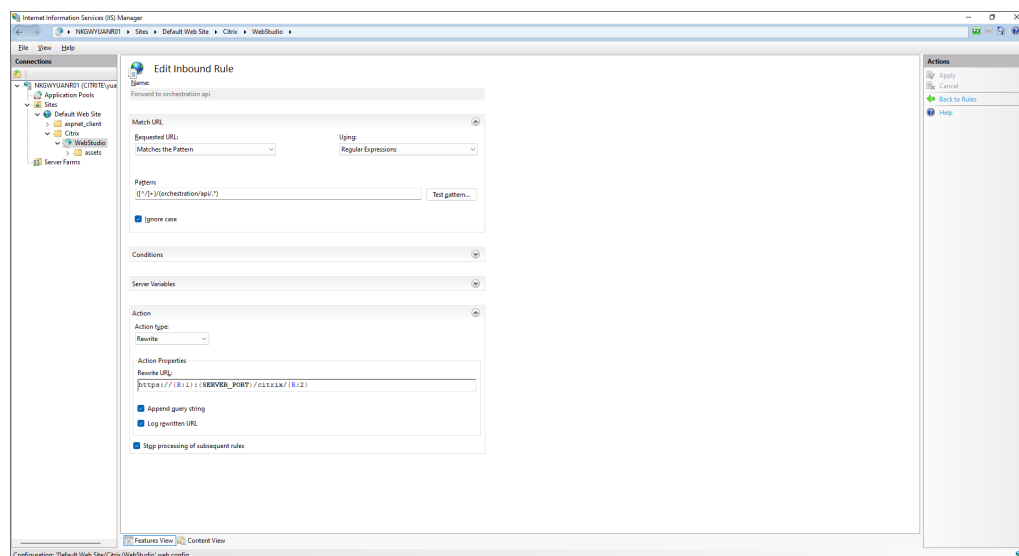 Internet Information Services (IIS) Manager
NKGWYUANR01 Sites Default Web Site Citrix WebStudio
File View Help
Connections
NKGWYUANR01 (CITRITE\yua
Application Pools
Sites
Default Web Site
aspnet_client
Citrix
WebStudio
assets
Server Farms
Edit Inbound Rule
Name:
Forward to orchestration api
Match URL
Requested URL: Using:
Matches the Pattern Regular Expressions
Pattern:
([^/]+)/(orchestration/api/.*) Test pattern...
Ignore case
Conditions
Server Variables
Action
Action type:
Rewrite
Action Properties
Rewrite URL:
https://{R:1}:{SERVER_PORT}/citrix/{R:2}
Append query string
Log rewritten URL
Stop processing of subsequent rules
Features View Content View
Configuration: 'Default Web Site/Citrix/WebStudio' web.config
Actions
Apply
Cancel
Back to Rules
Help